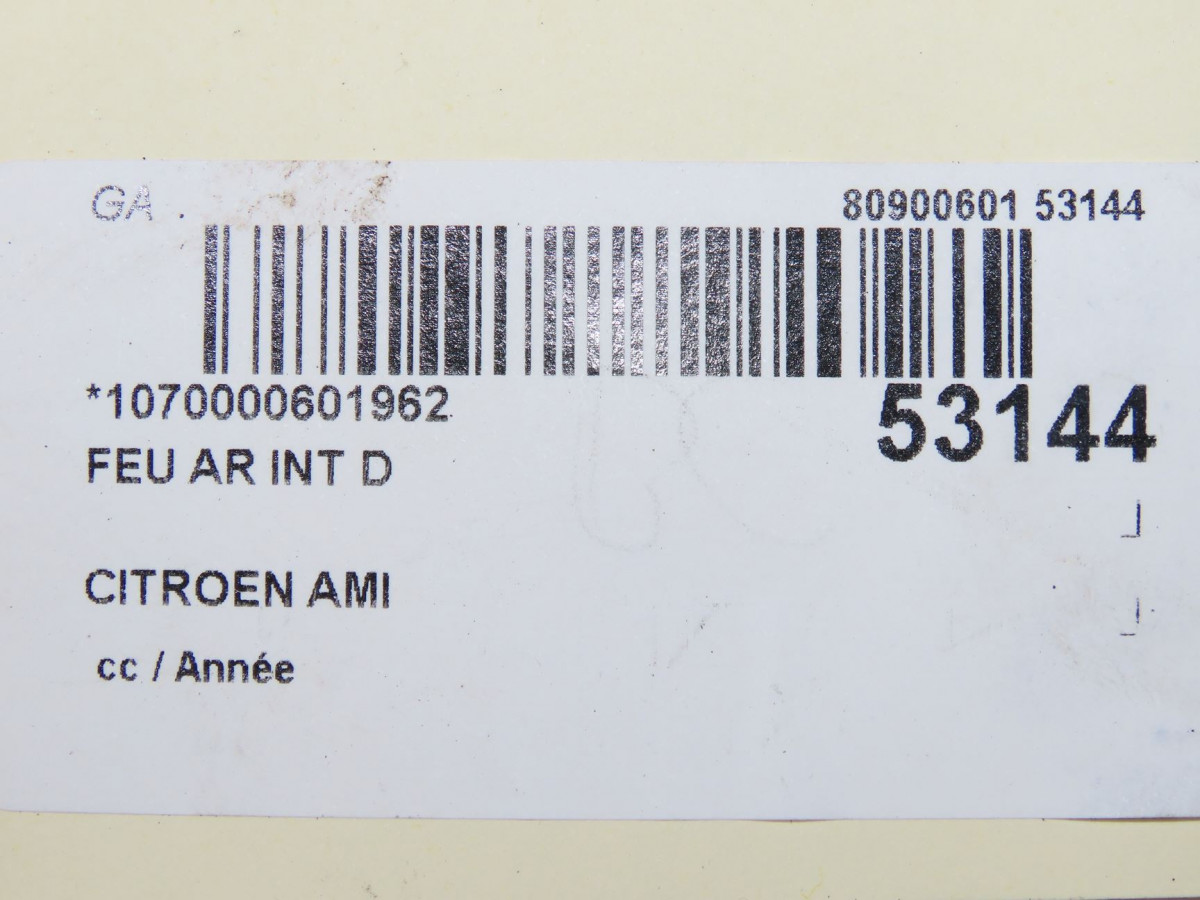 GA .
80900601 53144
*1070000601962
53144
FEU AR INT D
CITROEN AMI
cc / Année